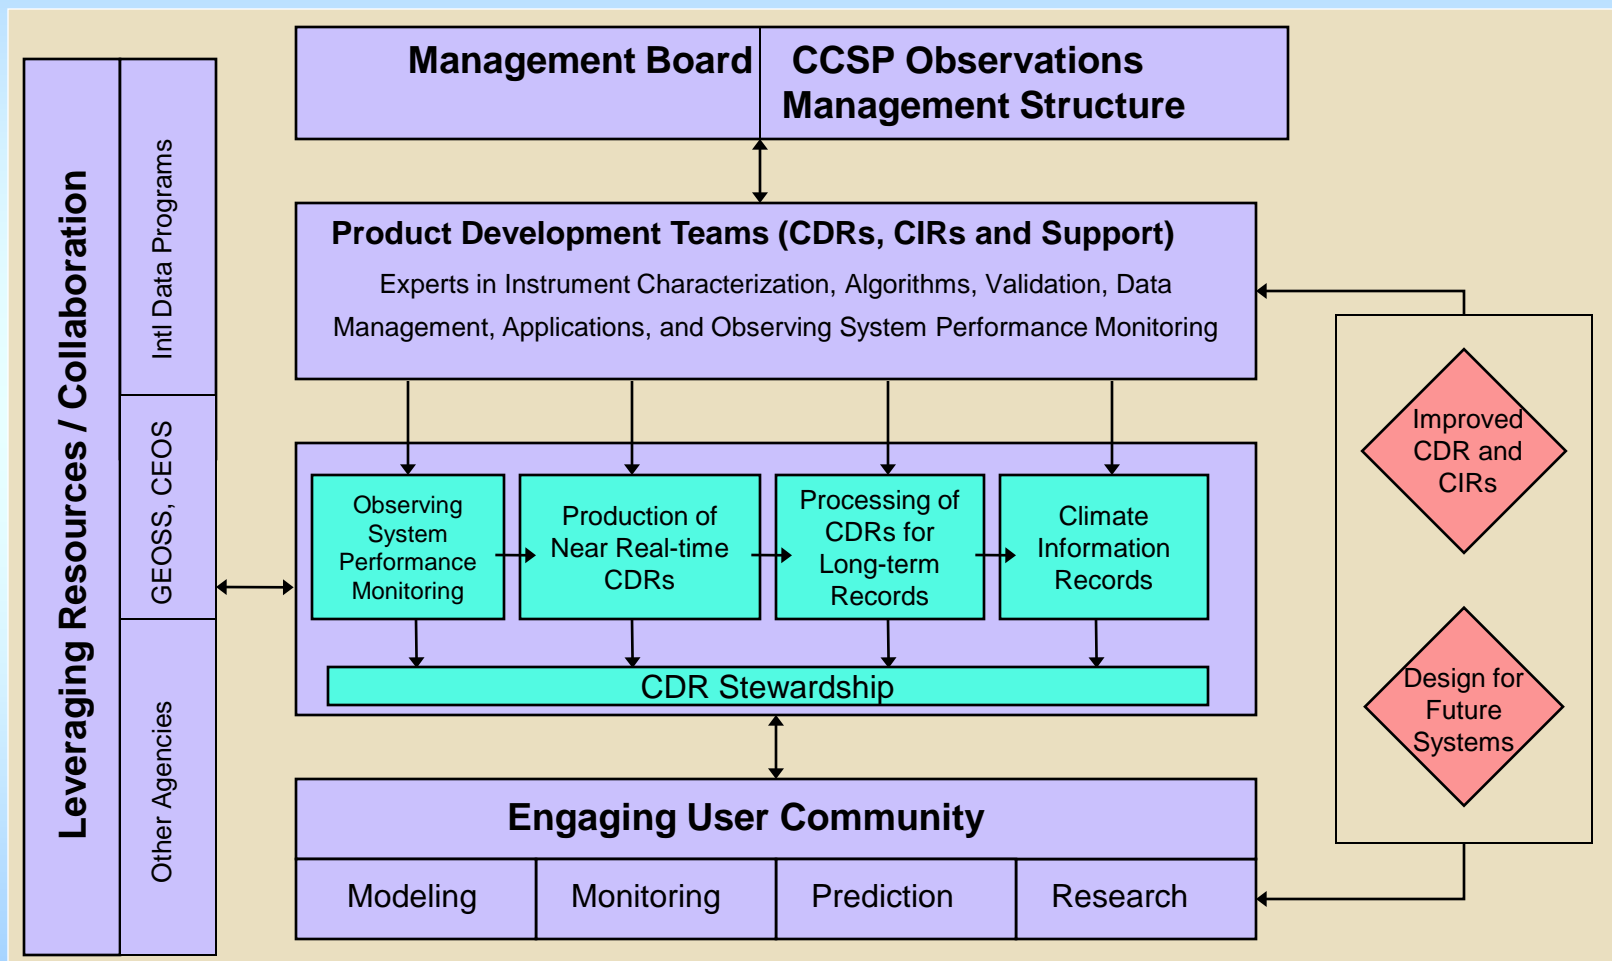 Management Board
CCSP Observations
Management Structure
Leveraging Resources / Collaboration
Intl Data Programs
GEOSS, CEOS
Other Agencies
Product Development Teams (CDRs, CIRs and Support)
Experts in Instrument Characterization, Algorithms, Validation, Data
Management, Applications, and Observing System Performance Monitoring
Observing
System
Performance
Monitoring
Production of
Near Real-time
CDRs
Processing of
CDRs for
Long-term
Records
Climate
Information
Records
CDR Stewardship
Engaging User Community
Modeling
Monitoring
Prediction
Research
Improved
CDR and
CIRs
Design for
Future
Systems